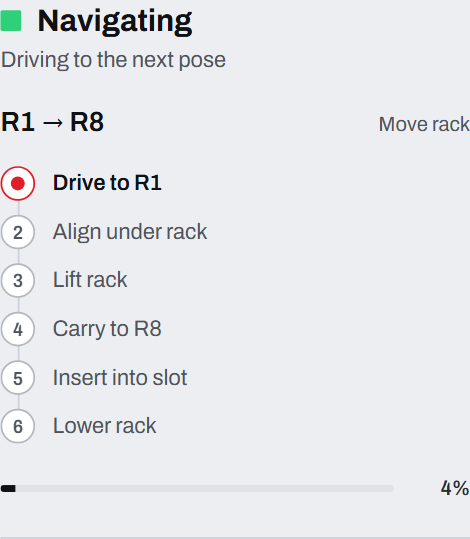 Navigating
Driving to the next pose
R1 → R8 Move rack
Drive to R1
2 Align under rack
3 Lift rack
4 Carry to R8
5 Insert into slot
6 Lower rack
4%